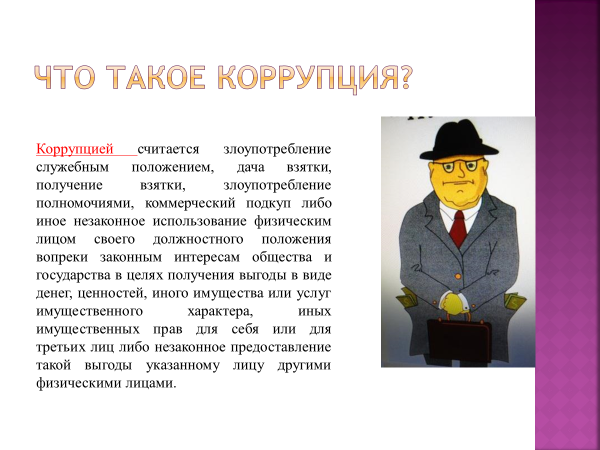 ЧТО ТАКОЕ КОРРУПЦИЯ?
Коррупцией считается злоупотребление
служебным положением, дача взятки,
получение взятки, злоупотребление
полномочиями, коммерческий подкуп либо
иное незаконное использование физическим
лицом своего должностного положения
вопреки законным интересам общества и
государства в целях получения выгоды в виде
денег, ценностей, иного имущества или услуг
имущественного характера, иных
имущественных прав для себя или для
третьих лиц либо незаконное предоставление
такой выгоды указанному лицу другими
физическими лицами.